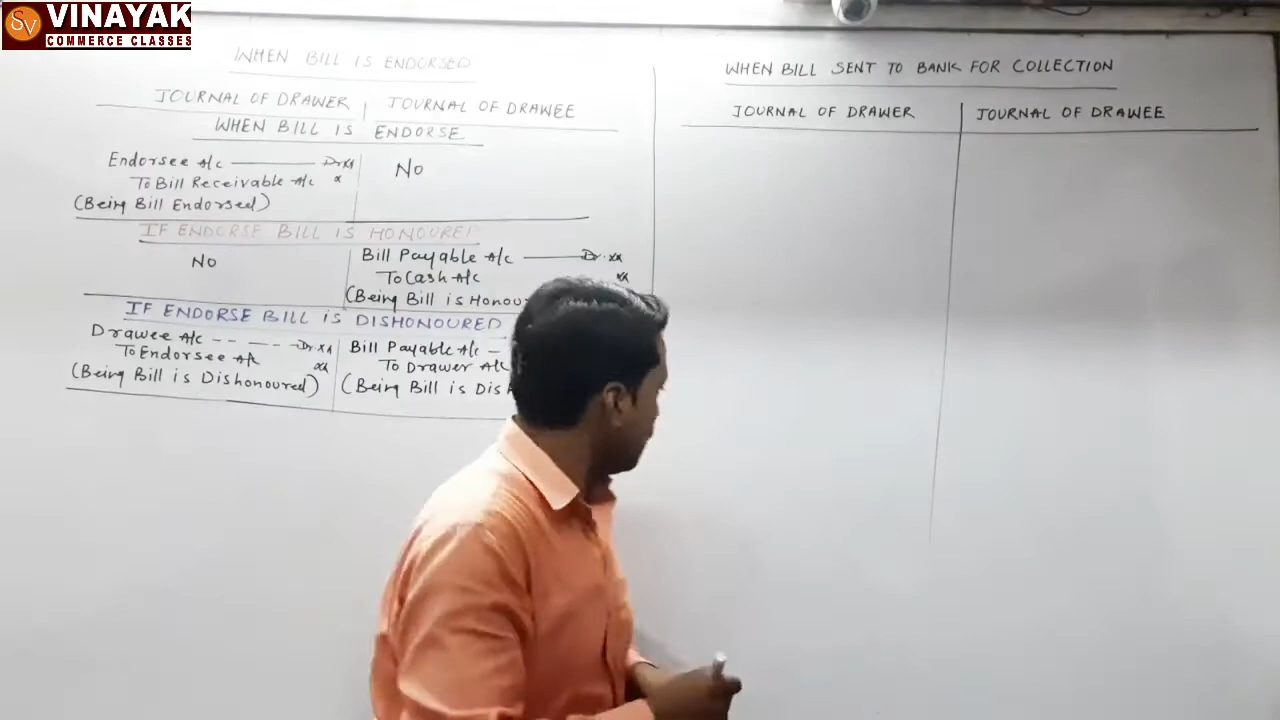 SV VINAYAK
COMMERCE CLASSES
WHEN BILL IS ENDORSED
JOURNAL OF DRAWER
JOURNAL OF DRAWEE
WHEN BILL IS ENDORSE
Endorsee A/c Dr xx
To Bill Receivable A/c x
(Being Bill Endorsed)
No
IF ENDORSE BILL IS HONOURE
No
Bill Payable A/c Dr. xx
To Cash A/c xx
(Being Bill is Honou
IF ENDORSE BILL IS DISHONOURED
Drawee A/c Dr xx
To Endorsee A/c xx
(Being Bill is Dishonoured)
Bill Payable A/c
To Drawer A/c
(Being Bill is Dis
WHEN BILL SENT TO BANK FOR COLLECTION
JOURNAL OF DRAWER
JOURNAL OF DRAWEE